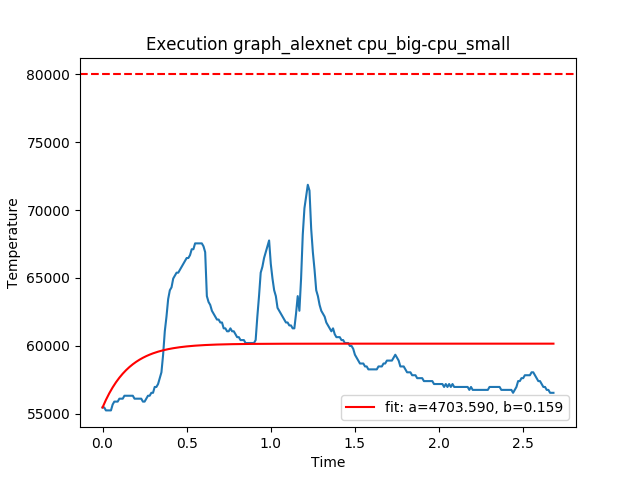 Execution graph_alexnet cpu_big-cpu_small
80000
75000
70000
65000
60000
55000
Temperature
fit: a=4703.590, b=0.159
0.0 0.5 1.0 1.5 2.0 2.5
Time